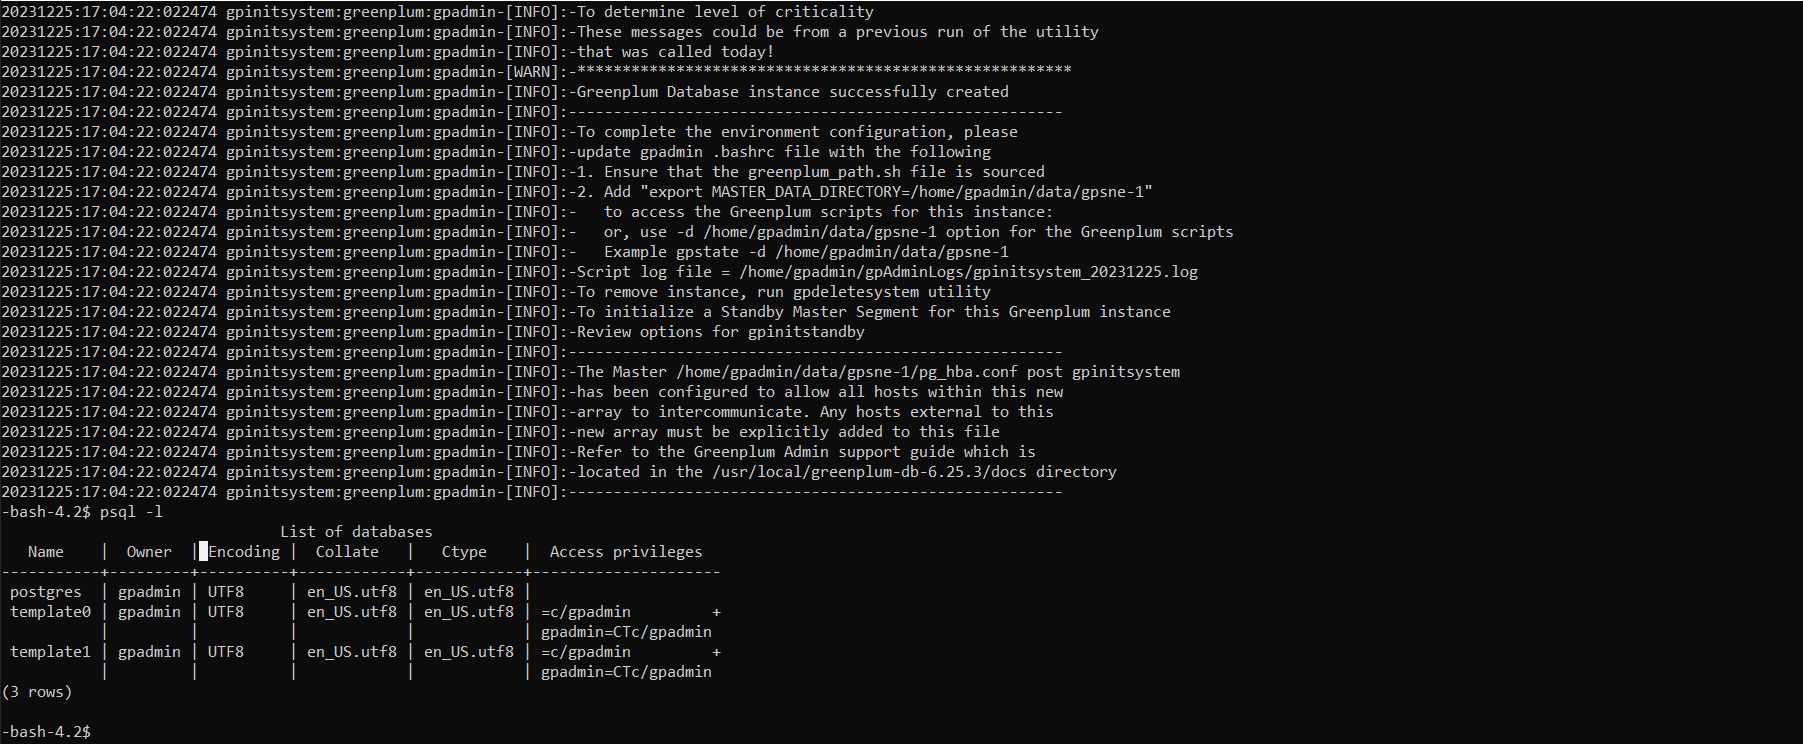 20231225:17:04:22:022474 gpinitsystem:greenplum:gpadmin-[INFO]:-To determine level of criticality
20231225:17:04:22:022474 gpinitsystem:greenplum:gpadmin-[INFO]:-These messages could be from a previous run of the utility
20231225:17:04:22:022474 gpinitsystem:greenplum:gpadmin-[INFO]:-that was called today!
20231225:17:04:22:022474 gpinitsystem:greenplum:gpadmin-[WARN]:-*******************************************************
20231225:17:04:22:022474 gpinitsystem:greenplum:gpadmin-[INFO]:-Greenplum Database instance successfully created
20231225:17:04:22:022474 gpinitsystem:greenplum:gpadmin-[INFO]:-------------------------------------------------------
20231225:17:04:22:022474 gpinitsystem:greenplum:gpadmin-[INFO]:-To complete the environment configuration, please
20231225:17:04:22:022474 gpinitsystem:greenplum:gpadmin-[INFO]:-update gpadmin .bashrc file with the following
20231225:17:04:22:022474 gpinitsystem:greenplum:gpadmin-[INFO]:-1. Ensure that the greenplum_path.sh file is sourced
20231225:17:04:22:022474 gpinitsystem:greenplum:gpadmin-[INFO]:-2. Add "export MASTER_DATA_DIRECTORY=/home/gpadmin/data/gpsne-1"
20231225:17:04:22:022474 gpinitsystem:greenplum:gpadmin-[INFO]:-   to access the Greenplum scripts for this instance:
20231225:17:04:22:022474 gpinitsystem:greenplum:gpadmin-[INFO]:-   or, use -d /home/gpadmin/data/gpsne-1 option for the Greenplum scripts
20231225:17:04:22:022474 gpinitsystem:greenplum:gpadmin-[INFO]:-   Example gpstate -d /home/gpadmin/data/gpsne-1
20231225:17:04:22:022474 gpinitsystem:greenplum:gpadmin-[INFO]:-Script log file = /home/gpadmin/gpAdminLogs/gpinitsystem_20231225.log
20231225:17:04:22:022474 gpinitsystem:greenplum:gpadmin-[INFO]:-To remove instance, run gpdeletesystem utility
20231225:17:04:22:022474 gpinitsystem:greenplum:gpadmin-[INFO]:-To initialize a Standby Master Segment for this Greenplum instance
20231225:17:04:22:022474 gpinitsystem:greenplum:gpadmin-[INFO]:-Review options for gpinitstandby
20231225:17:04:22:022474 gpinitsystem:greenplum:gpadmin-[INFO]:-------------------------------------------------------
20231225:17:04:22:022474 gpinitsystem:greenplum:gpadmin-[INFO]:-The Master /home/gpadmin/data/gpsne-1/pg_hba.conf post gpinitsystem
20231225:17:04:22:022474 gpinitsystem:greenplum:gpadmin-[INFO]:-has been configured to allow all hosts within this new
20231225:17:04:22:022474 gpinitsystem:greenplum:gpadmin-[INFO]:-array to intercommunicate. Any hosts external to this
20231225:17:04:22:022474 gpinitsystem:greenplum:gpadmin-[INFO]:-new array must be explicitly added to this file
20231225:17:04:22:022474 gpinitsystem:greenplum:gpadmin-[INFO]:-Refer to the Greenplum Admin support guide which is
20231225:17:04:22:022474 gpinitsystem:greenplum:gpadmin-[INFO]:-located in the /usr/local/greenplum-db-6.25.3/docs directory
20231225:17:04:22:022474 gpinitsystem:greenplum:gpadmin-[INFO]:-------------------------------------------------------
-bash-4.2$ psql -l
                               List of databases
   Name    |  Owner  | Encoding |  Collate   |   Ctype    |  Access privileges
-----------+---------+----------+------------+------------+---------------------
 postgres  | gpadmin | UTF8     | en_US.utf8 | en_US.utf8 |
 template0 | gpadmin | UTF8     | en_US.utf8 | en_US.utf8 | =c/gpadmin         +
           |         |          |            |            | gpadmin=CTc/gpadmin
 template1 | gpadmin | UTF8     | en_US.utf8 | en_US.utf8 | =c/gpadmin         +
           |         |          |            |            | gpadmin=CTc/gpadmin
(3 rows)
-bash-4.2$